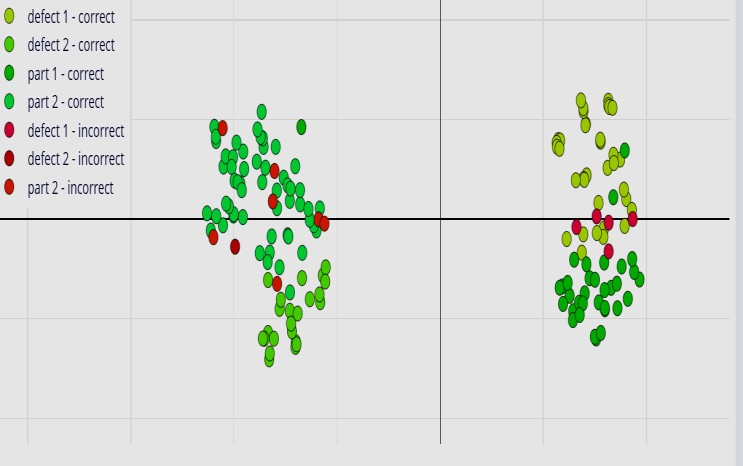 defect 1 - correct
defect 2 - correct
part 1 - correct
part 2 - correct
defect 1 - incorrect
defect 2 - incorrect
part 2 - incorrect